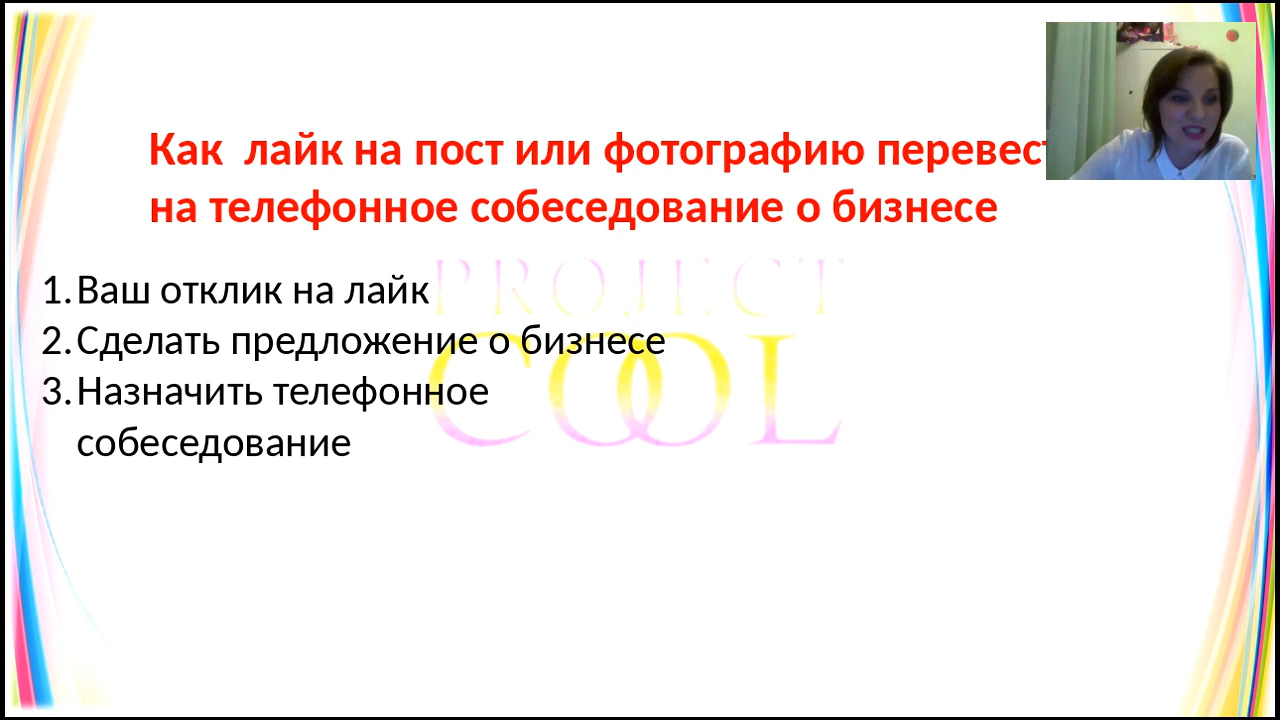 Как лайк на пост или фотографию
на телефонное собеседование о бизнесе
1. Ваш отклик на лайк
2. Сделать предложение о бизнесе
3. Назначить телефонное
собеседование
PROJECT
COOL